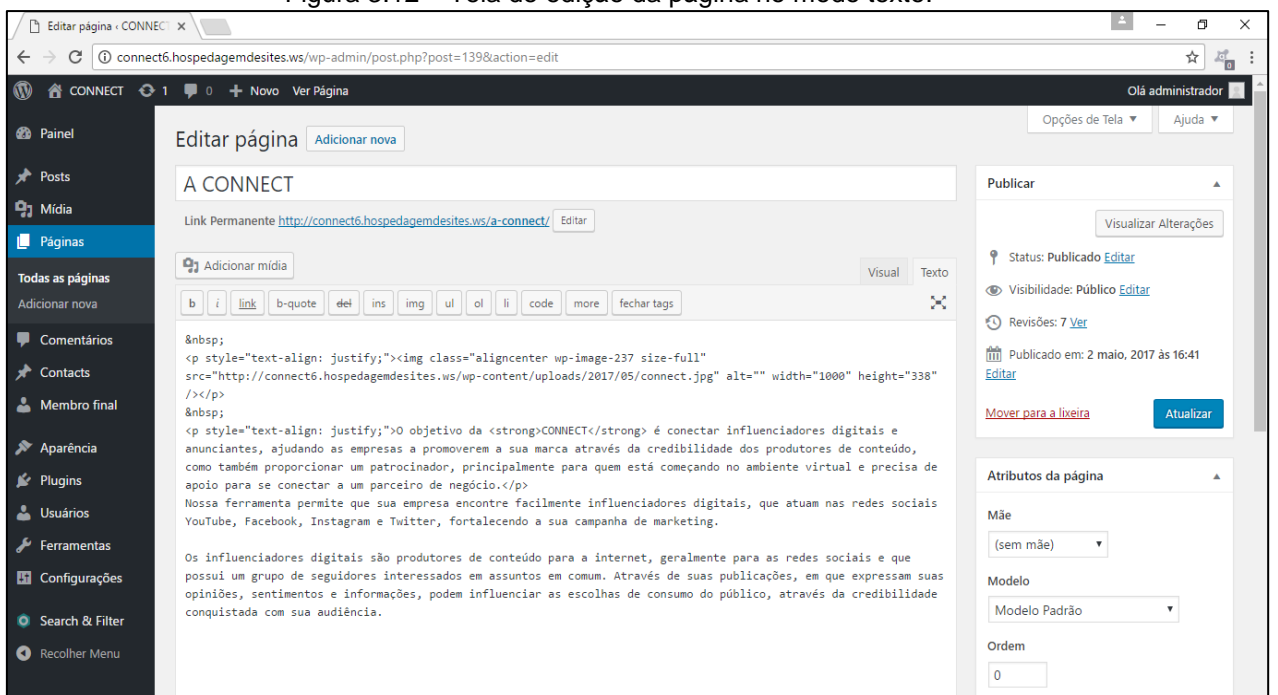 Figura 5.12 – Tela de edição da página no modo texto.
Editar página ‹ CONNECT
connect6.hospedagemdesites.ws/wp-admin/post.php?post=139&action=edit
0
CONNECT 1 0 + Novo Ver Página
Olá administrador
Painel
Posts
Mídia
Páginas
Todas as páginas
Adicionar nova
Comentários
Contacts
Membro final
Aparência
Plugins
Usuários
Ferramentas
Configurações
Search & Filter
Recolher Menu
Opções de Tela ▼
Ajuda ▼
Editar página Adicionar nova
A CONNECT
Link Permanente http://connect6.hospedagemdesites.ws/a-connect/ Editar
Adicionar mídia
Visual Texto
b i link b-quote del ins img ul ol li code more fechar tags
&nbsp;
<p style="text-align: justify;"><img class="aligncenter wp-image-237 size-full"
src="http://connect6.hospedagemdesites.ws/wp-content/uploads/2017/05/connect.jpg" alt="" width="1000" height="338"
/></p>
&nbsp;
<p style="text-align: justify;">O objetivo da <strong>CONNECT</strong> é conectar influenciadores digitais e
anunciantes, ajudando as empresas a promoverem a sua marca através da credibilidade dos produtores de conteúdo,
como também proporcionar um patrocinador, principalmente para quem está começando no ambiente virtual e precisa de
apoio para se conectar a um parceiro de negócio.</p>
Nossa ferramenta permite que sua empresa encontre facilmente influenciadores digitais, que atuam nas redes sociais
YouTube, Facebook, Instagram e Twitter, fortalecendo a sua campanha de marketing.
Os influenciadores digitais são produtores de conteúdo para a internet, geralmente para as redes sociais e que
possui um grupo de seguidores interessados em assuntos em comum. Através de suas publicações, em que expressam suas
opiniões, sentimentos e informações, podem influenciar as escolhas de consumo do público, através da credibilidade
conquistada com sua audiência.
Publicar
Visualizar Alterações
Status: Publicado Editar
Visibilidade: Público Editar
Revisões: 7 Ver
Publicado em: 2 maio, 2017 às 16:41
Editar
Mover para a lixeira
Atualizar
Atributos da página
Mãe
(sem mãe)
Modelo
Modelo Padrão
Ordem
0